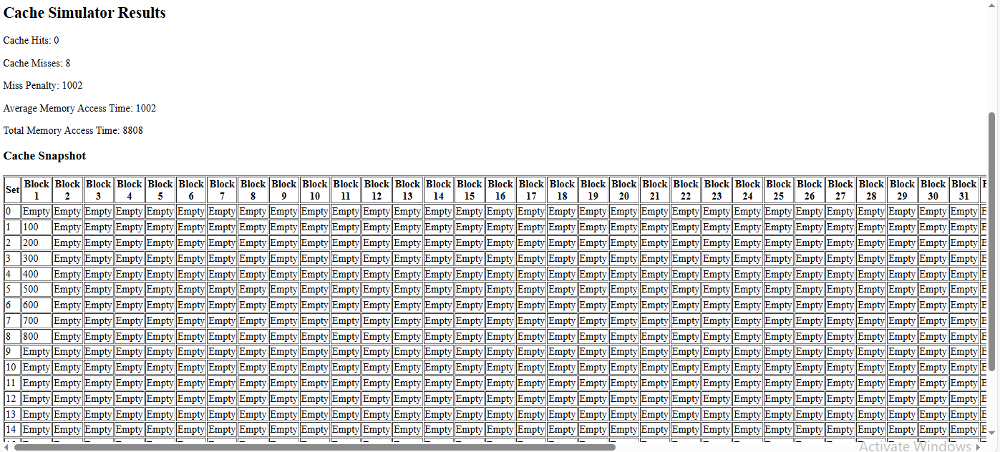 Cache Simulator Results
Cache Hits: 0
Cache Misses: 8
Miss Penalty: 1002
Average Memory Access Time: 1002
Total Memory Access Time: 8808
Cache Snapshot
Set Block 1 Block 2 Block 3 Block 4 Block 5 Block 6 Block 7 Block 8 Block 9 Block 10 Block 11 Block 12 Block 13 Block 14 Block 15 Block 16 Block 17 Block 18 Block 19 Block 20 Block 21 Block 22 Block 23 Block 24 Block 25 Block 26 Block 27 Block 28 Block 29 Block 30 Block 31
0 Empty Empty Empty Empty Empty Empty Empty Empty Empty Empty Empty Empty Empty Empty Empty Empty Empty Empty Empty Empty Empty Empty Empty Empty Empty Empty Empty Empty Empty Empty Empty
1 100 Empty Empty Empty Empty Empty Empty Empty Empty Empty Empty Empty Empty Empty Empty Empty Empty Empty Empty Empty Empty Empty Empty Empty Empty Empty Empty Empty Empty Empty Empty
2 200 Empty Empty Empty Empty Empty Empty Empty Empty Empty Empty Empty Empty Empty Empty Empty Empty Empty Empty Empty Empty Empty Empty Empty Empty Empty Empty Empty Empty Empty Empty
3 300 Empty Empty Empty Empty Empty Empty Empty Empty Empty Empty Empty Empty Empty Empty Empty Empty Empty Empty Empty Empty Empty Empty Empty Empty Empty Empty Empty Empty Empty Empty
4 400 Empty Empty Empty Empty Empty Empty Empty Empty Empty Empty Empty Empty Empty Empty Empty Empty Empty Empty Empty Empty Empty Empty Empty Empty Empty Empty Empty Empty Empty Empty
5 500 Empty Empty Empty Empty Empty Empty Empty Empty Empty Empty Empty Empty Empty Empty Empty Empty Empty Empty Empty Empty Empty Empty Empty Empty Empty Empty Empty Empty Empty Empty
6 600 Empty Empty Empty Empty Empty Empty Empty Empty Empty Empty Empty Empty Empty Empty Empty Empty Empty Empty Empty Empty Empty Empty Empty Empty Empty Empty Empty Empty Empty Empty
7 700 Empty Empty Empty Empty Empty Empty Empty Empty Empty Empty Empty Empty Empty Empty Empty Empty Empty Empty Empty Empty Empty Empty Empty Empty Empty Empty Empty Empty Empty Empty
8 800 Empty Empty Empty Empty Empty Empty Empty Empty Empty Empty Empty Empty Empty Empty Empty Empty Empty Empty Empty Empty Empty Empty Empty Empty Empty Empty Empty Empty Empty Empty
9 Empty Empty Empty Empty Empty Empty Empty Empty Empty Empty Empty Empty Empty Empty Empty Empty Empty Empty Empty Empty Empty Empty Empty Empty Empty Empty Empty Empty Empty Empty Empty
10 Empty Empty Empty Empty Empty Empty Empty Empty Empty Empty Empty Empty Empty Empty Empty Empty Empty Empty Empty Empty Empty Empty Empty Empty Empty Empty Empty Empty Empty Empty Empty
11 Empty Empty Empty Empty Empty Empty Empty Empty Empty Empty Empty Empty Empty Empty Empty Empty Empty Empty Empty Empty Empty Empty Empty Empty Empty Empty Empty Empty Empty Empty Empty
12 Empty Empty Empty Empty Empty Empty Empty Empty Empty Empty Empty Empty Empty Empty Empty Empty Empty Empty Empty Empty Empty Empty Empty Empty Empty Empty Empty Empty Empty Empty Empty
13 Empty Empty Empty Empty Empty Empty Empty Empty Empty Empty Empty Empty Empty Empty Empty Empty Empty Empty Empty Empty Empty Empty Empty Empty Empty Empty Empty Empty Empty Empty Empty
14 Empty Empty Empty Empty Empty Empty Empty Empty Empty Empty Empty Empty Empty Empty Empty Empty Empty Empty Empty Empty Empty Empty Empty Empty Empty Empty Empty Empty Empty Empty Empty
Activate Windows